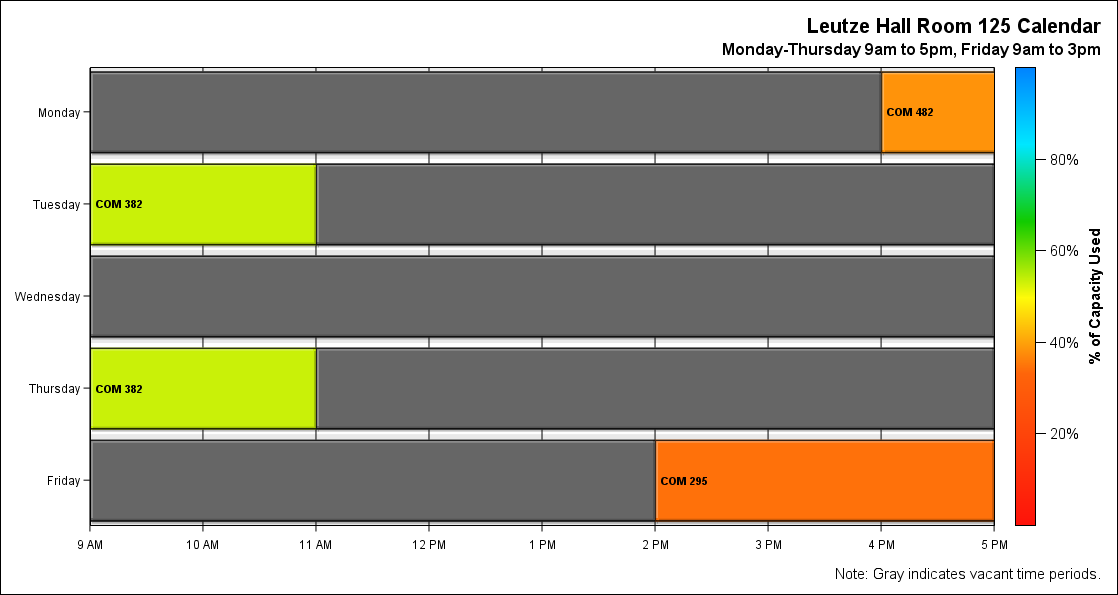 Leutze Hall Room 125 Calendar
Monday-Thursday 9am to 5pm, Friday 9am to 3pm
Monday
COM 482
Tuesday
COM 382
Wednesday
Thursday
COM 382
Friday
COM 295
9 AM 10 AM 11 AM 12 PM 1 PM 2 PM 3 PM 4 PM 5 PM
80%
60%
40%
20%
% of Capacity Used
Note: Gray indicates vacant time periods.